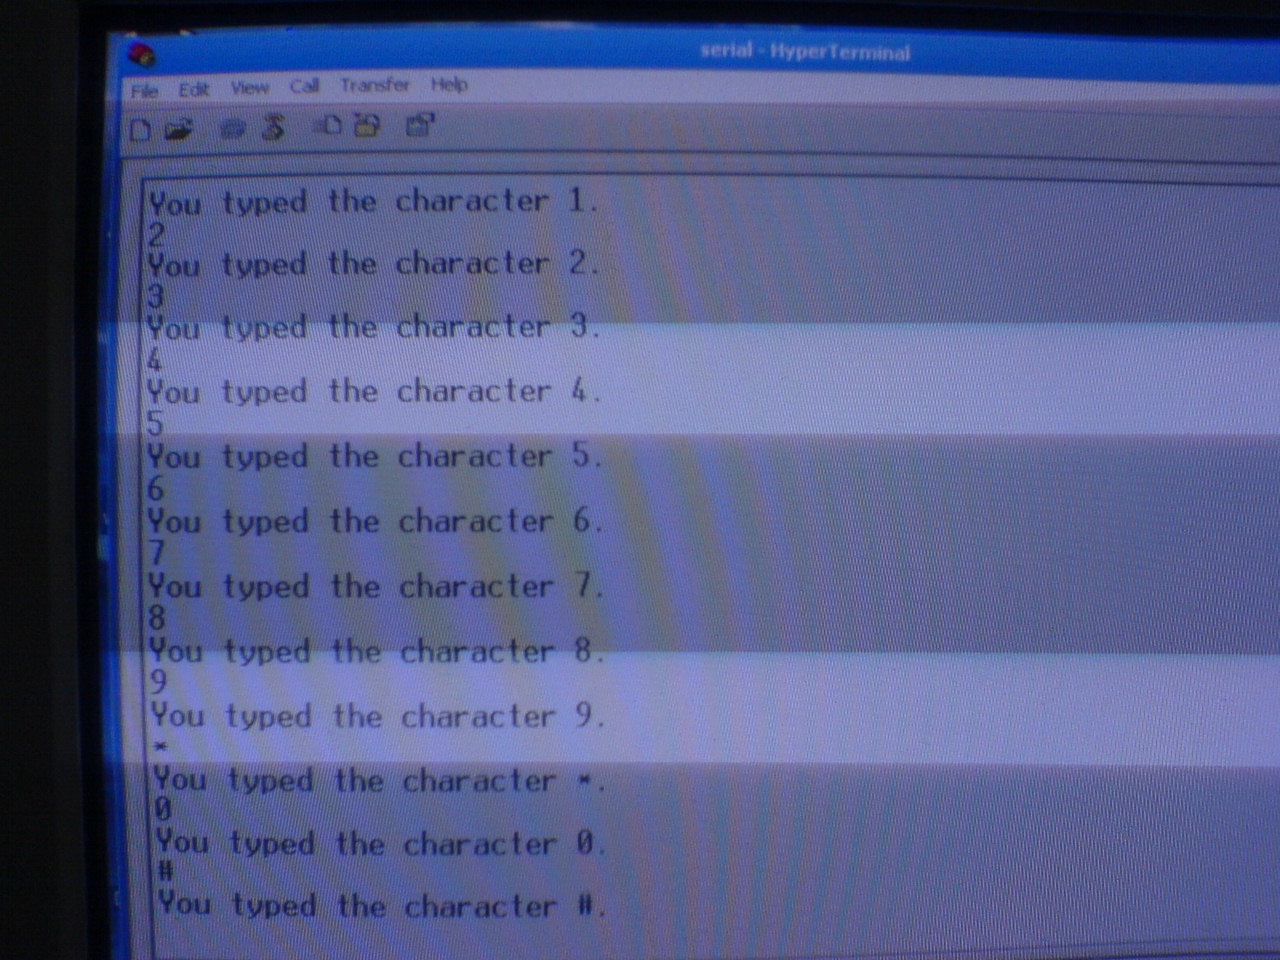 serial - HyperTerminal
File Edit View Call Transfer Help
You typed the character 1.
2
You typed the character 2.
3
You typed the character 3.
4
You typed the character 4.
5
You typed the character 5.
6
You typed the character 6.
7
You typed the character 7.
8
You typed the character 8.
9
You typed the character 9.
*
You typed the character *.
0
You typed the character 0.
#
You typed the character #.